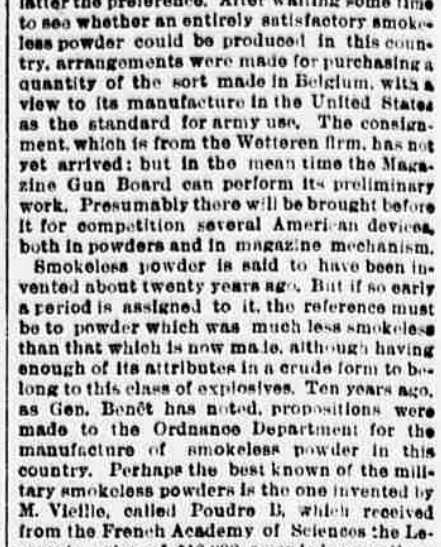 latter the preference. After waiting some time
to see whether an entirely satisfactory smoke-
less powder could be produced in this coun-
try, arrangements were made for purchasing a
quantity of the sort made in Belgium, with a
view to its manufacture in the United States
as the standard for army use. The consign-
ment, which is from the Wetteren firm, has not
yet arrived; but in the mean time the Maga-
zine Gun Board can perform its preliminary
work. Presumably there will be brought before
it for competition several American devices,
both in powders and in magazine mechanism.
Smokeless powder is said to have been in-
vented about twenty years ago. But if so early
a period is assigned to it, the reference must
be to powder which was much less smokeless
than that which is now made, although having
enough of its attributes in a crude form to be-
long to this class of explosives. Ten years ago,
as Gen. Benêt has noted, propositions were
made to the Ordnance Department for the
manufacture of smokeless powder in this
country. Perhaps the best known of the mili-
tary smokeless powders is the one invented by
M. Vieille, called Poudre B, which received
from the French Academy of Sciences the Le-